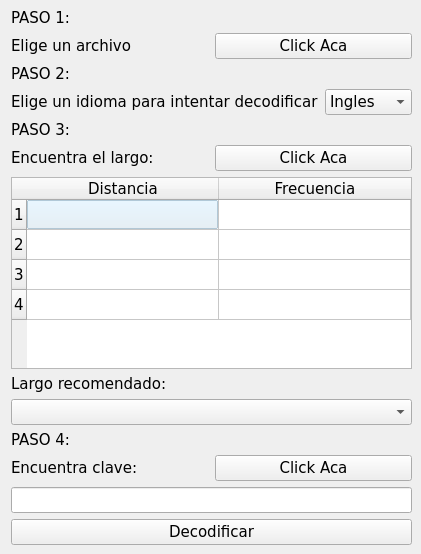 PASO 1:
Elige un archivo Click Aca
PASO 2:
Elige un idioma para intentar decodificar Ingles
PASO 3:
Encuentra el largo: Click Aca
Distancia Frecuencia
1
2
3
4
Largo recomendado:
PASO 4:
Encuentra clave: Click Aca
Decodificar